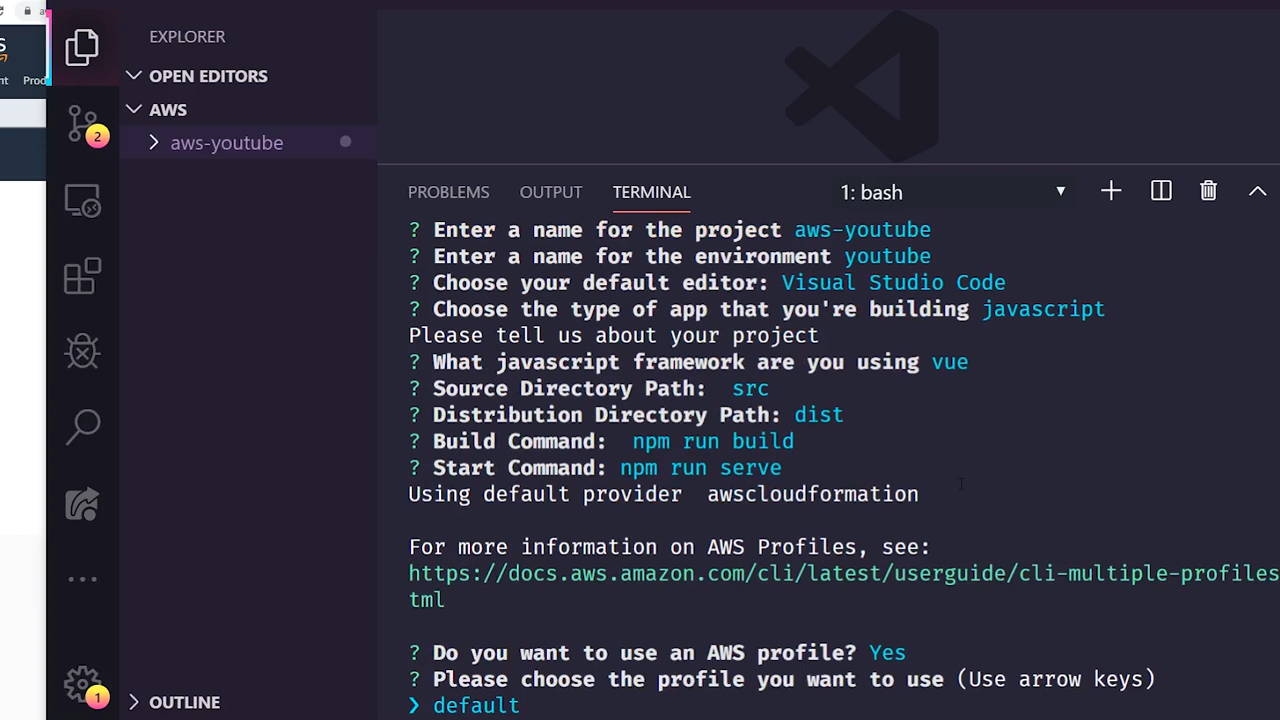 EXPLORER
OPEN EDITORS
AWS
aws-youtube
2
1
OUTLINE
Prod
PROBLEMS OUTPUT TERMINAL 1: bash
? Enter a name for the project aws-youtube
? Enter a name for the environment youtube
? Choose your default editor: Visual Studio Code
? Choose the type of app that you're building javascript
Please tell us about your project
? What javascript framework are you using vue
? Source Directory Path:  src
? Distribution Directory Path: dist
? Build Command:  npm run build
? Start Command: npm run serve
Using default provider  awscloudformation
For more information on AWS Profiles, see:
https://docs.aws.amazon.com/cli/latest/userguide/cli-multiple-profiles
tml
? Do you want to use an AWS profile? Yes
? Please choose the profile you want to use (Use arrow keys)
❯ default